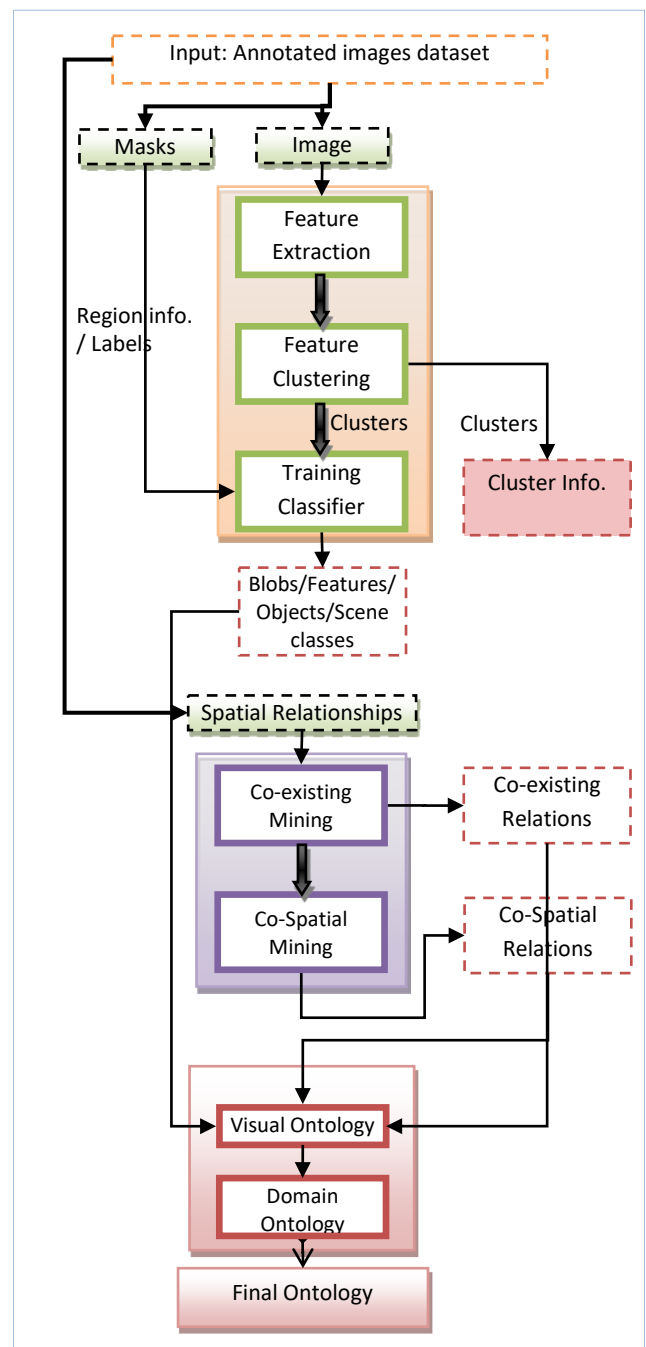 Input: Annotated images dataset
Masks
Image
Feature
Extraction
Region info.
/ Labels
Feature
Clustering
Clusters
Clusters
Training
Classifier
Cluster Info.
Blobs/Features/
Objects/Scene
classes
Spatial Relationships
Co-existing
Mining
Co-existing
Relations
Co-Spatial
Mining
Co-Spatial
Relations
Visual Ontology
Domain
Ontology
Final Ontology